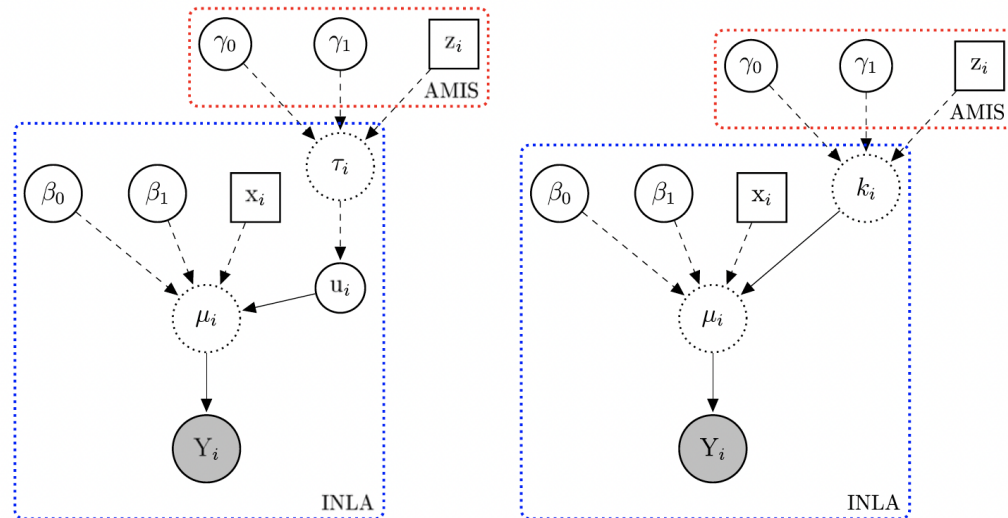 γ₀ γ₁ zᵢ
AMIS
τᵢ
β₀ β₁ xᵢ
uᵢ
μᵢ
Yᵢ
INLA
γ₀ γ₁ zᵢ
AMIS
kᵢ
β₀ β₁ xᵢ
μᵢ
Yᵢ
INLA